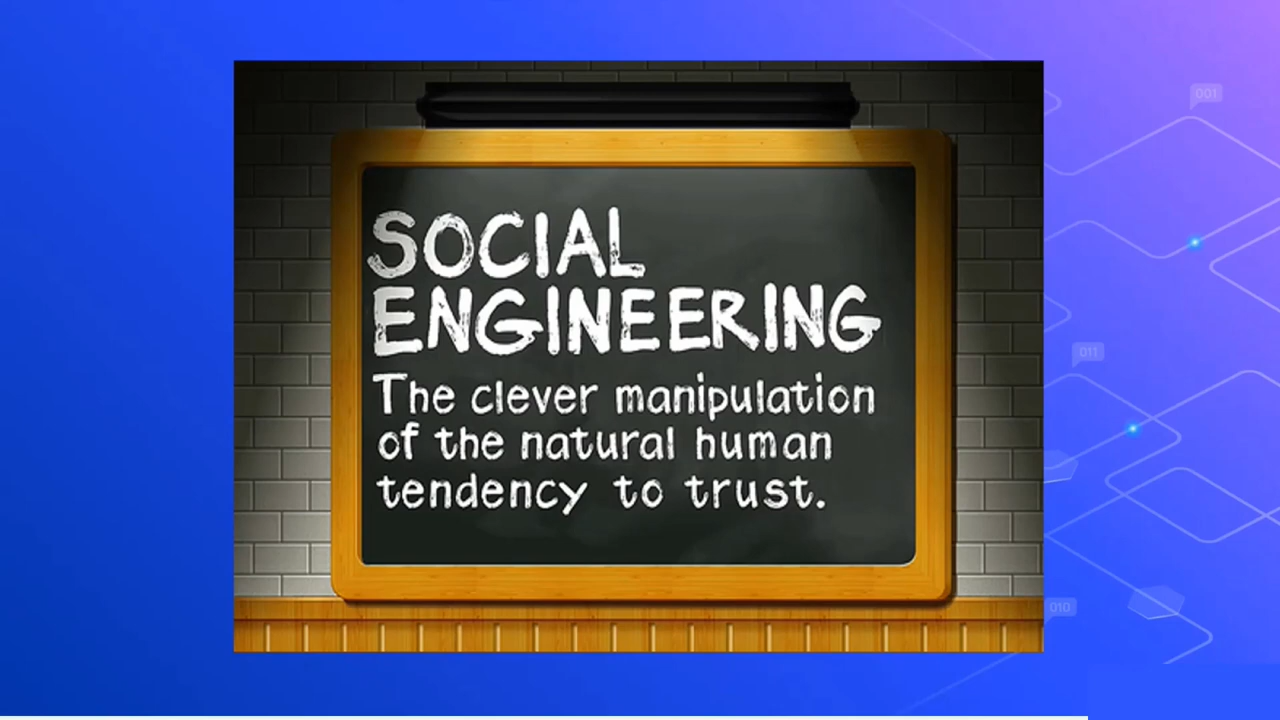 SOCIAL
ENGINEERING
The clever manipulation
of the natural human
tendency to trust.
001
011
010